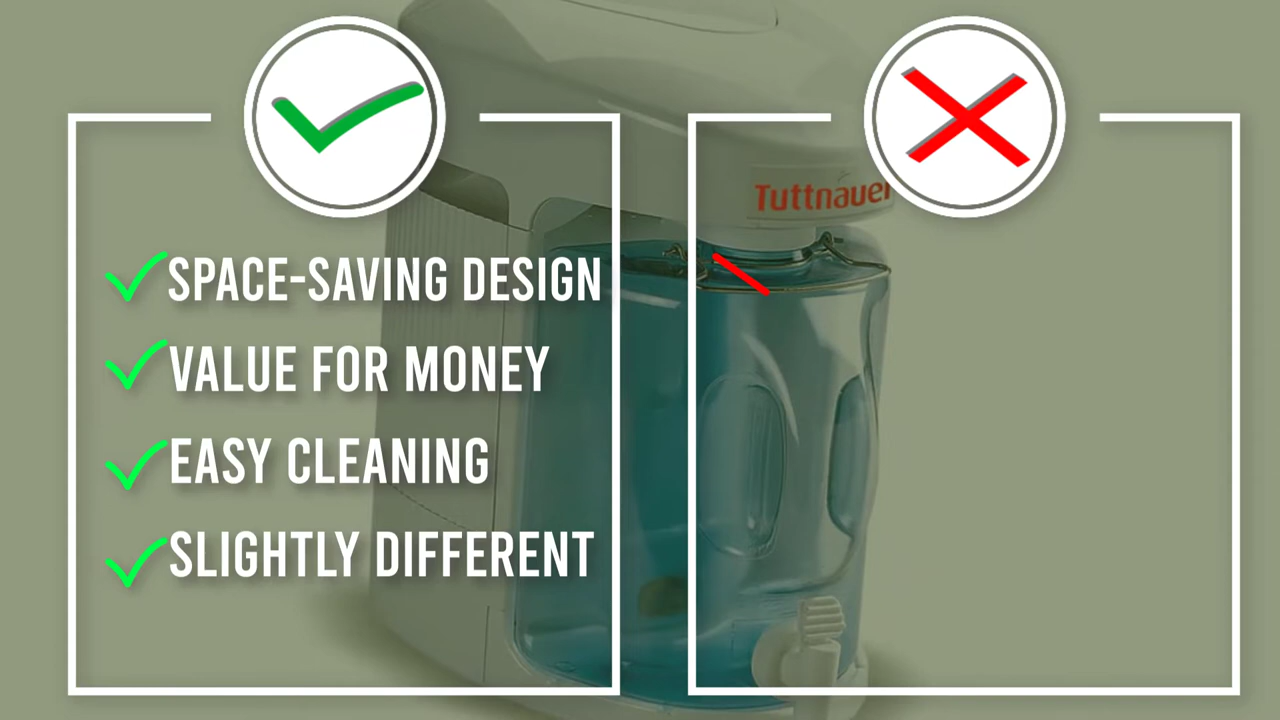 Tuttnauer
SPACE-SAVING DESIGN
VALUE FOR MONEY
EASY CLEANING
SLIGHTLY DIFFERENT